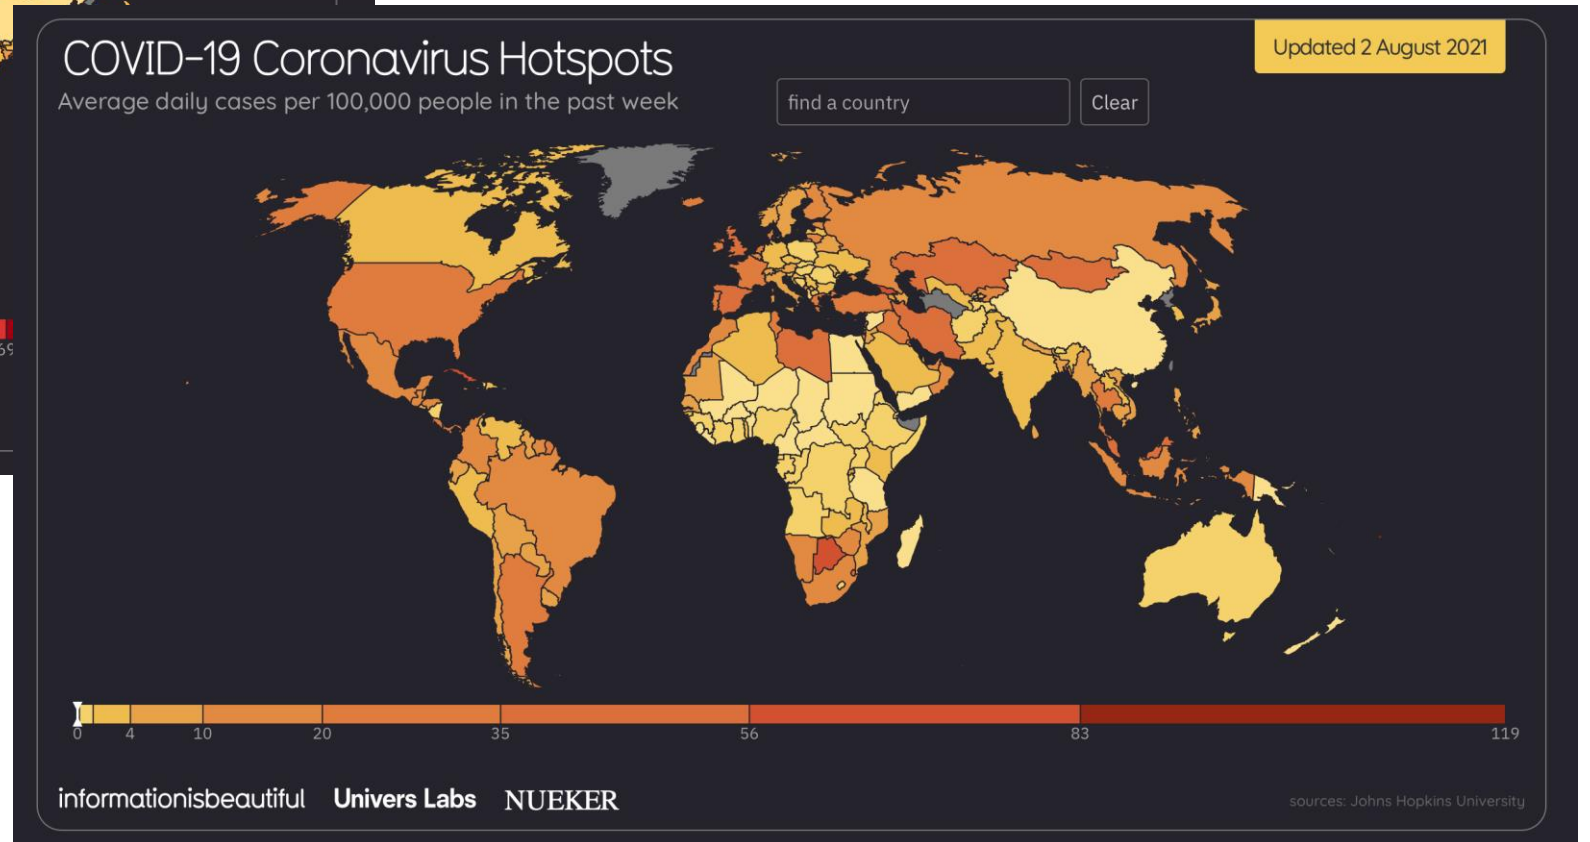 COVID-19 Coronavirus Hotspots
Updated 2 August 2021
Average daily cases per 100,000 people in the past week
find a country
Clear
69
0 4 10 20 35 56 83 119
informationisbeautiful Univers Labs NUEKER
sources: Johns Hopkins University